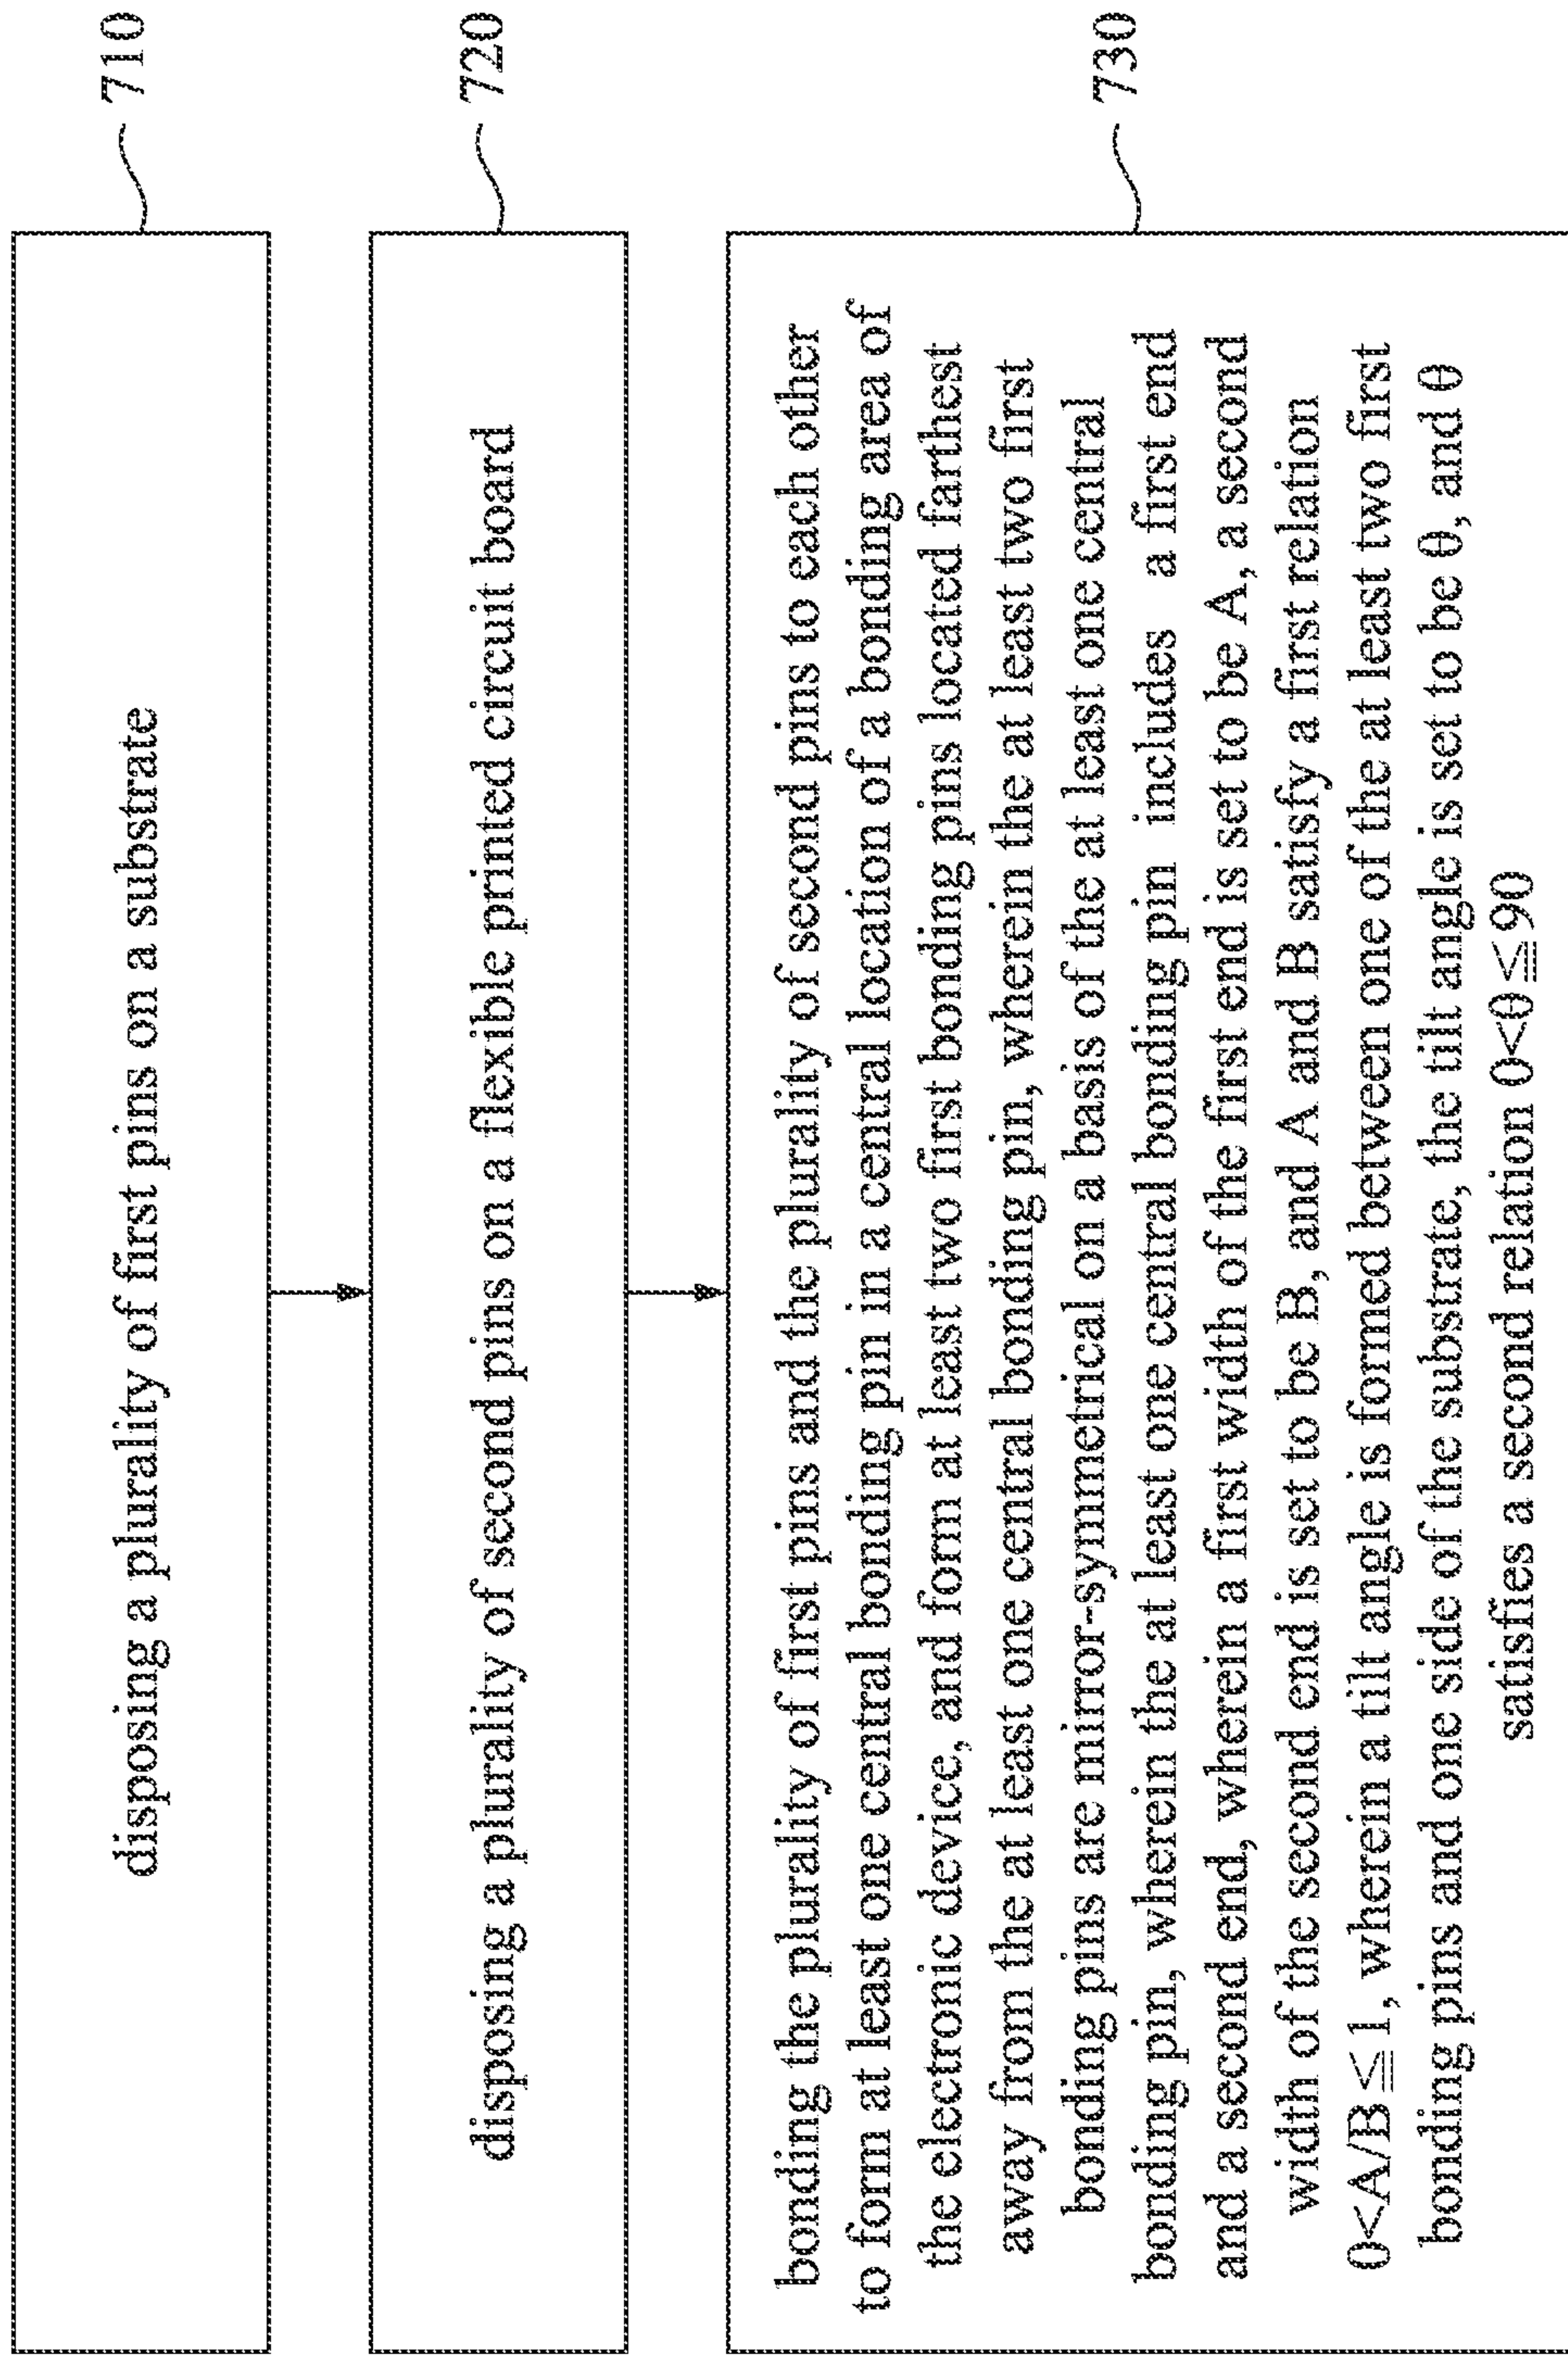 disposing a plurality of first pins on a substrate
710
disposing a plurality of second pins on a flexible printed circuit board
720
bonding the plurality of first pins and the plurality of second pins to each other
to form at least one central bonding pin in a central location of a bonding area of
the electronic device, and form at least two first bonding pins located farthest
away from the at least one central bonding pin, wherein the at least two first
bonding pins are mirror-symmetrical on a basis of the at least one central
bonding pin, wherein the at least one central bonding pin includes a first end
and a second end, wherein a first width of the first end is set to be A, a second
width of the second end is set to be B, and A and B satisfy a first relation
0<A/B≦1, wherein a tilt angle is formed between one of the at least two first
bonding pins and one side of the substrate, the tilt angle is set to be θ, and θ
satisfies a second relation 0<θ≦90
730